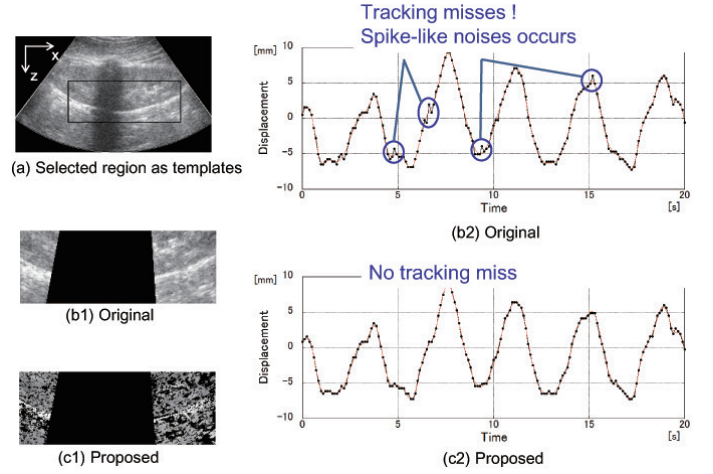 Tracking misses !
Spike-like noises occurs
x
z
(a) Selected region as templates
[mm]
Displacement
10
5
0
−5
−10
0
5
10
15
20
Time
[s]
(b2) Original
(b1) Original
No tracking miss
[mm]
Displacement
10
5
0
−5
−10
0
5
10
15
20
Time
[s]
(c2) Proposed
(c1) Proposed